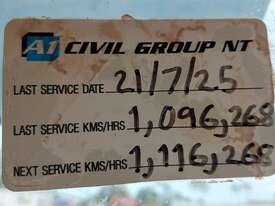 A1 CIVIL GROUP NT
LAST SERVICE DATE 21/7/25
LAST SERVICE KMS/HRS 1,096,268
NEXT SERVICE KMS/HRS 1,116,268